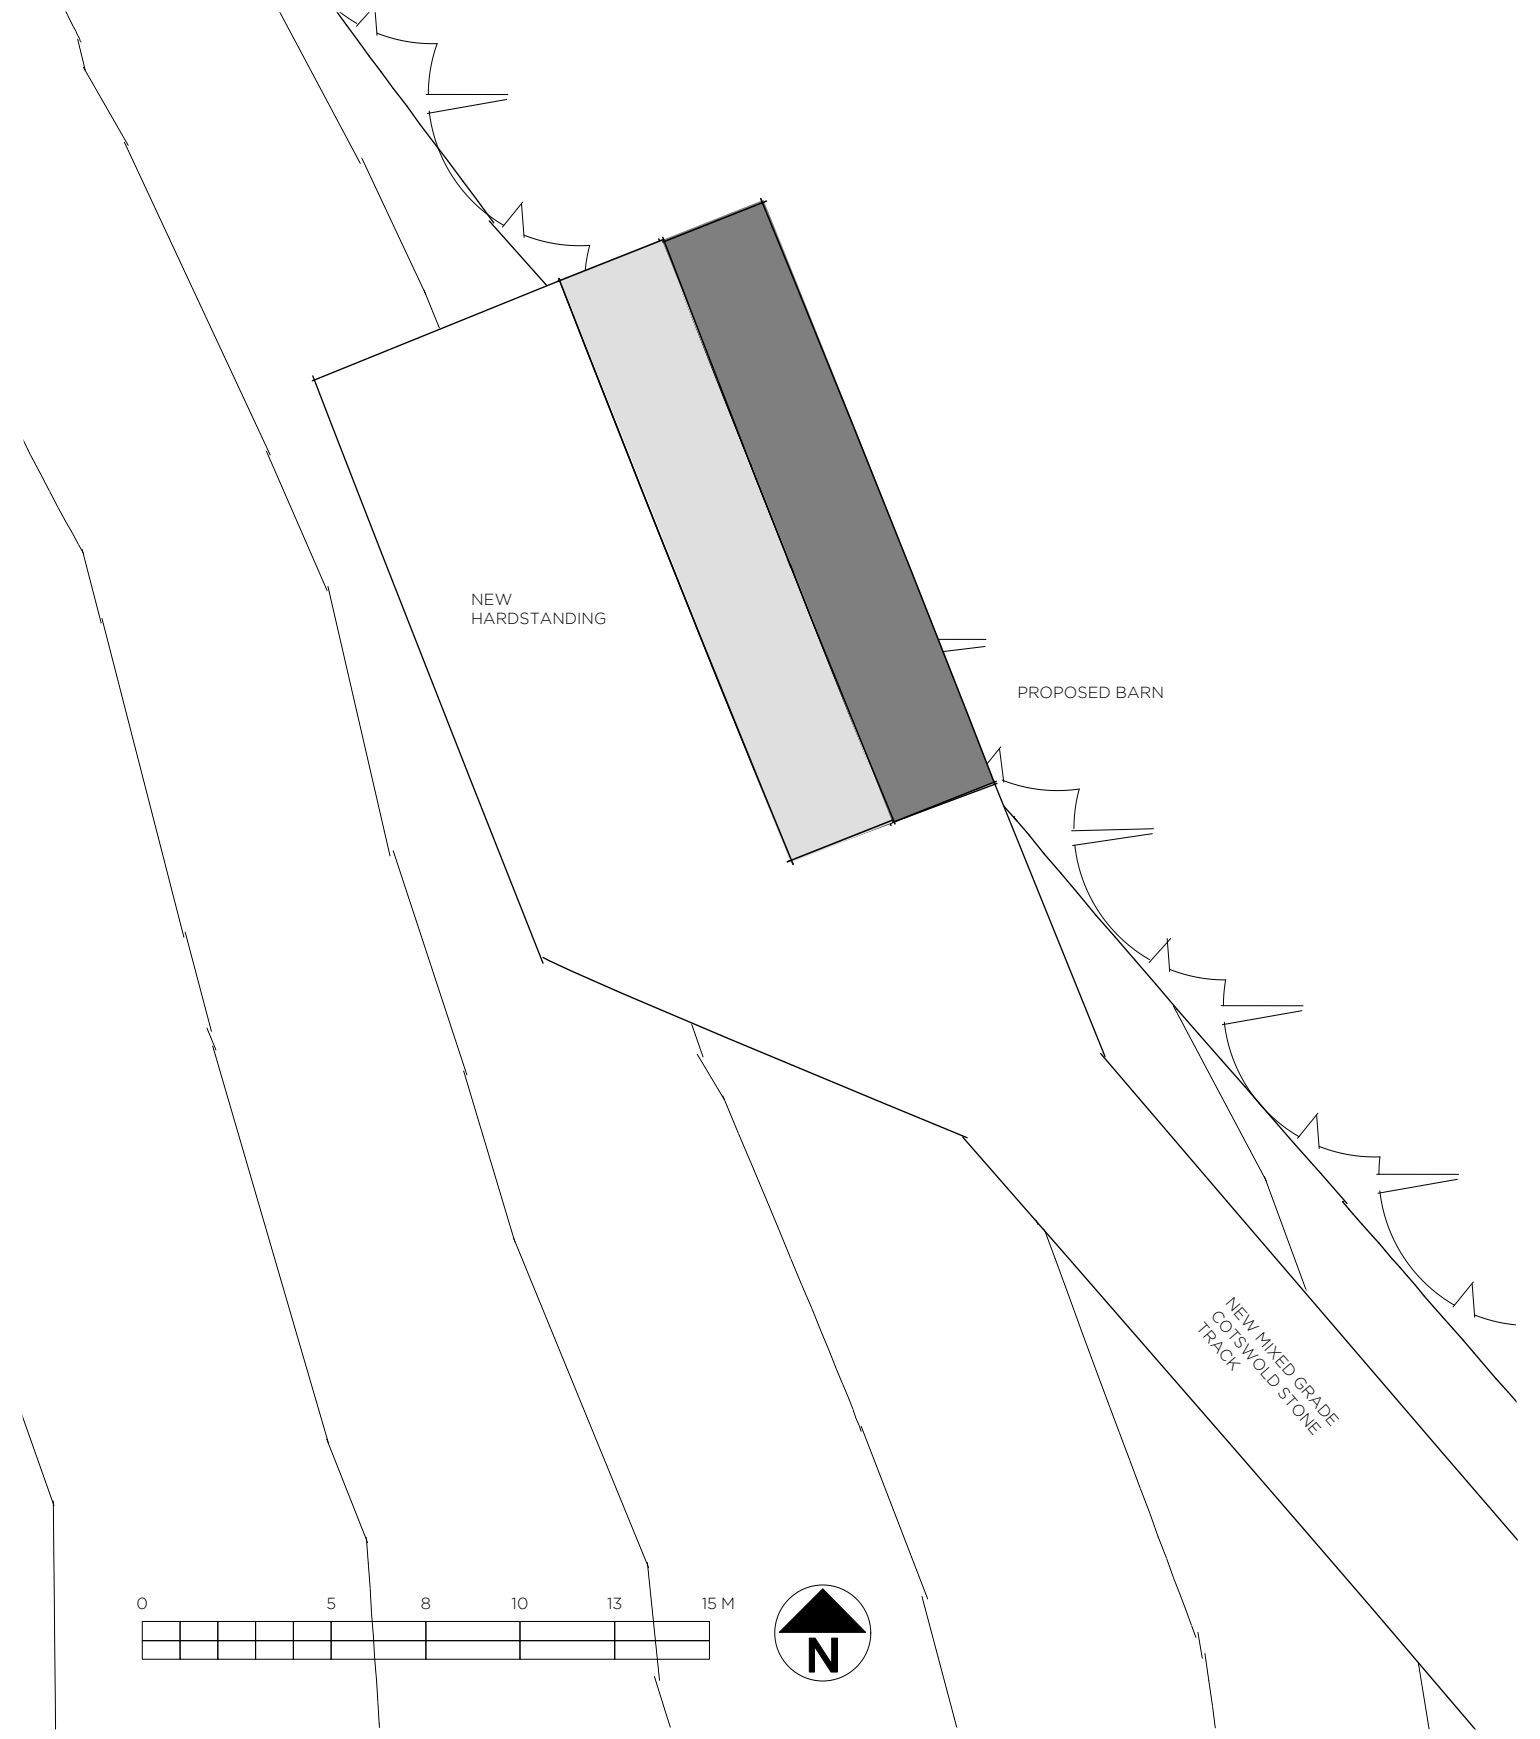 NEW
HARDSTANDING
PROPOSED BARN
NEW MIXED GRADE
COTSWOLD STONE
TRACK
0 5 8 10 13 15 M
N